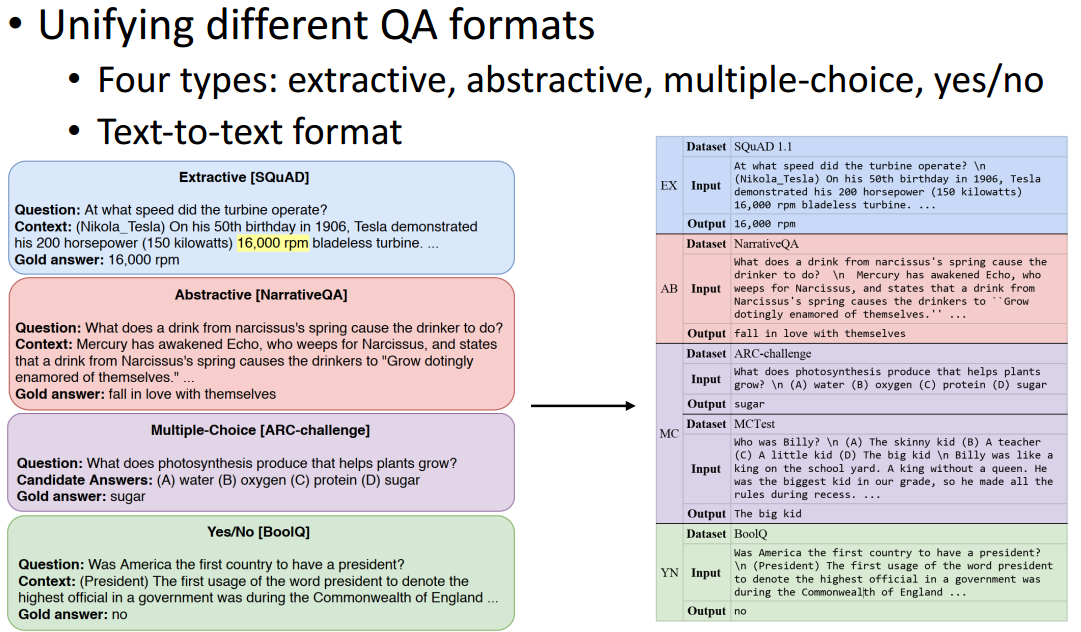 • Unifying different QA formats
• Four types: extractive, abstractive, multiple-choice, yes/no
• Text-to-text format
Extractive [SQuAD]
Question: At what speed did the turbine operate?
Context: (Nikola_Tesla) On his 50th birthday in 1906, Tesla demonstrated
his 200 horsepower (150 kilowatts) 16,000 rpm bladeless turbine. ...
Gold answer: 16,000 rpm
Abstractive [NarrativeQA]
Question: What does a drink from narcissus's spring cause the drinker to do?
Context: Mercury has awakened Echo, who weeps for Narcissus, and states
that a drink from Narcissus's spring causes the drinkers to "Grow dotingly
enamored of themselves." ...
Gold answer: fall in love with themselves
Multiple-Choice [ARC-challenge]
Question: What does photosynthesis produce that helps plants grow?
Candidate Answers: (A) water (B) oxygen (C) protein (D) sugar
Gold answer: sugar
Yes/No [BoolQ]
Question: Was America the first country to have a president?
Context: (President) The first usage of the word president to denote the
highest official in a government was during the Commonwealth of England ...
Gold answer: no
EX
Dataset SQuAD 1.1
Input
At what speed did the turbine operate? \n
(Nikola_Tesla) On his 50th birthday in 1906, Tesla
demonstrated his 200 horsepower (150 kilowatts)
16,000 rpm bladeless turbine. ...
Output 16,000 rpm
AB
Dataset NarrativeQA
Input
What does a drink from narcissus's spring cause the
drinker to do? \n Mercury has awakened Echo, who
weeps for Narcissus, and states that a drink from
Narcissus's spring causes the drinkers to ``Grow
dotingly enamored of themselves.'' ...
Output fall in love with themselves
MC
Dataset ARC-challenge
Input
What does photosynthesis produce that helps plants
grow? \n (A) water (B) oxygen (C) protein (D) sugar
Output sugar
Dataset MCTest
Input
Who was Billy? \n (A) The skinny kid (B) A teacher
(C) A little kid (D) The big kid \n Billy was like a
king on the school yard. A king without a queen. He
was the biggest kid in our grade, so he made all the
rules during recess. ...
Output The big kid
YN
Dataset BoolQ
Input
Was America the first country to have a president?
\n (President) The first usage of the word president
to denote the highest official in a government was
during the Commonwealth of England ...
Output no